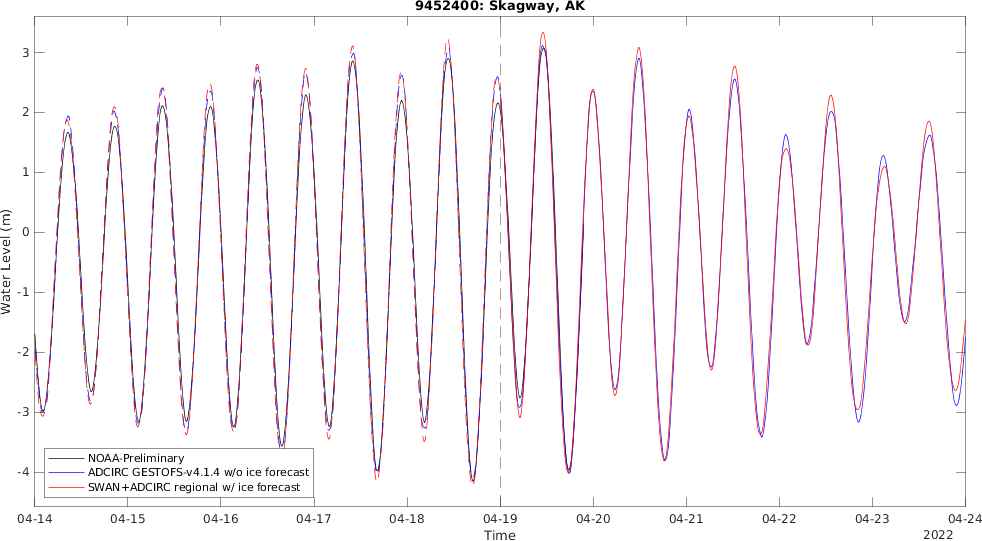 9452400: Skagway, AK
Water Level (m)
3
2
1
0
-1
-2
-3
-4
NOAA-Preliminary
ADCIRC GESTOFS-v4.1.4 w/o ice forecast
SWAN+ADCIRC regional w/ ice forecast
04-14 04-15 04-16 04-17 04-18 04-19 04-20 04-21 04-22 04-23 04-24
Time
2022